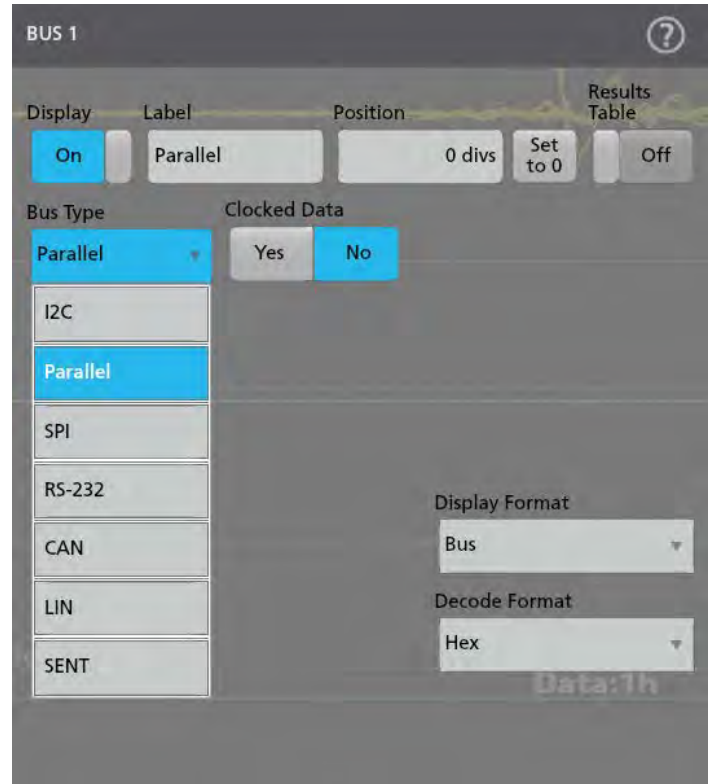 BUS 1
?
Display
Label
Position
Results
Table
On
Parallel
0 divs
Set
to 0
Off
Bus Type
Clocked Data
Parallel
Yes
No
I2C
Parallel
SPI
RS-232
CAN
LIN
SENT
Display Format
Bus
Decode Format
Hex
Data:1h